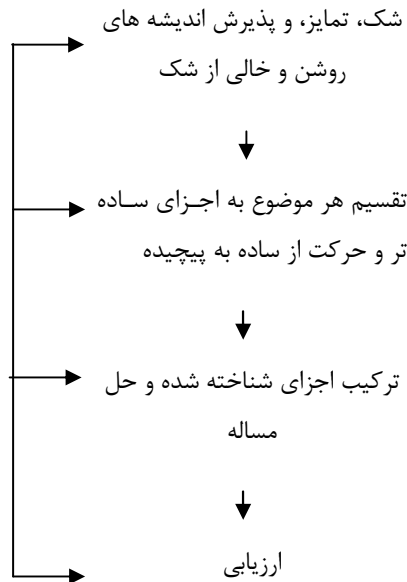 شک، تمایز، و پذیرش اندیشه های
روشن و خالی از شک
تقسیم هر موضوع به اجـزای سـاده
تر و حرکت از ساده به پیچیده
ترکیب اجزای شناخته شده و حل
مساله
ارزیابی